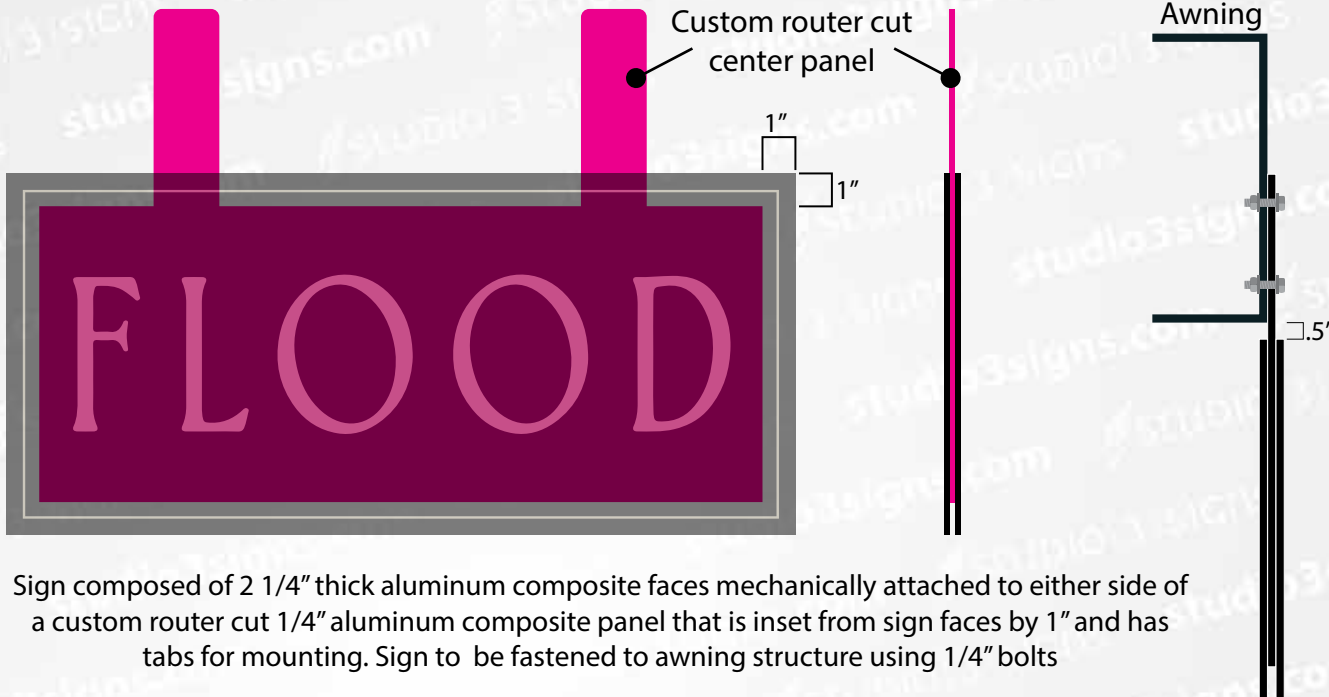 Custom router cut
center panel
Awning
1”
1”
FLOOD
.5”
Sign composed of 2 1/4” thick aluminum composite faces mechanically attached to either side of
a custom router cut 1/4” aluminum composite panel that is inset from sign faces by 1” and has
tabs for mounting. Sign to be fastened to awning structure using 1/4” bolts
studio3signs.com